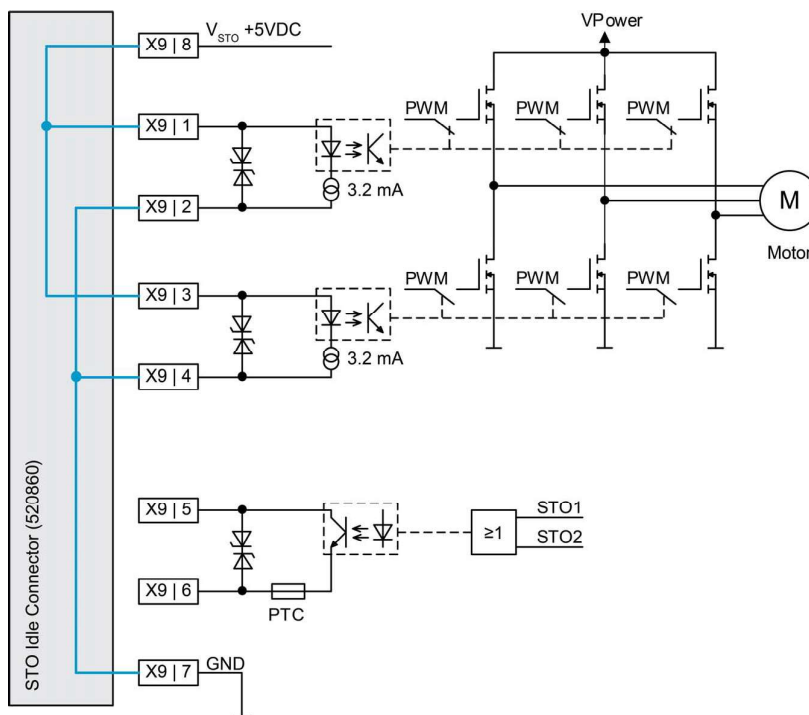 VPower
X9 | 8
V_STO +5VDC
X9 | 1
PWM
PWM
PWM
3.2 mA
X9 | 2
M
Motor
X9 | 3
PWM
PWM
PWM
3.2 mA
X9 | 4
X9 | 5
STO1
≥1
STO2
X9 | 6
PTC
X9 | 7
GND
STO Idle Connector (520860)